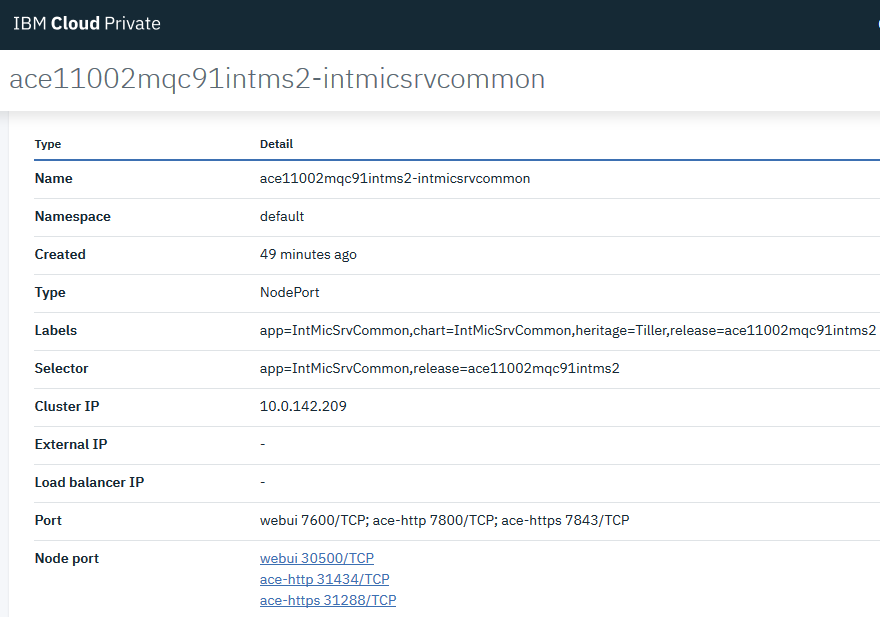 IBM Cloud Private
ace11002mqc91intms2-intmicsrvcommon
Type Detail
Name ace11002mqc91intms2-intmicsrvcommon
Namespace default
Created 49 minutes ago
Type NodePort
Labels app=IntMicSrvCommon,chart=IntMicSrvCommon,heritage=Tiller,release=ace11002mqc91intms2
Selector app=IntMicSrvCommon,release=ace11002mqc91intms2
Cluster IP 10.0.142.209
External IP -
Load balancer IP -
Port webui 7600/TCP; ace-http 7800/TCP; ace-https 7843/TCP
Node port webui 30500/TCP
ace-http 31434/TCP
ace-https 31288/TCP